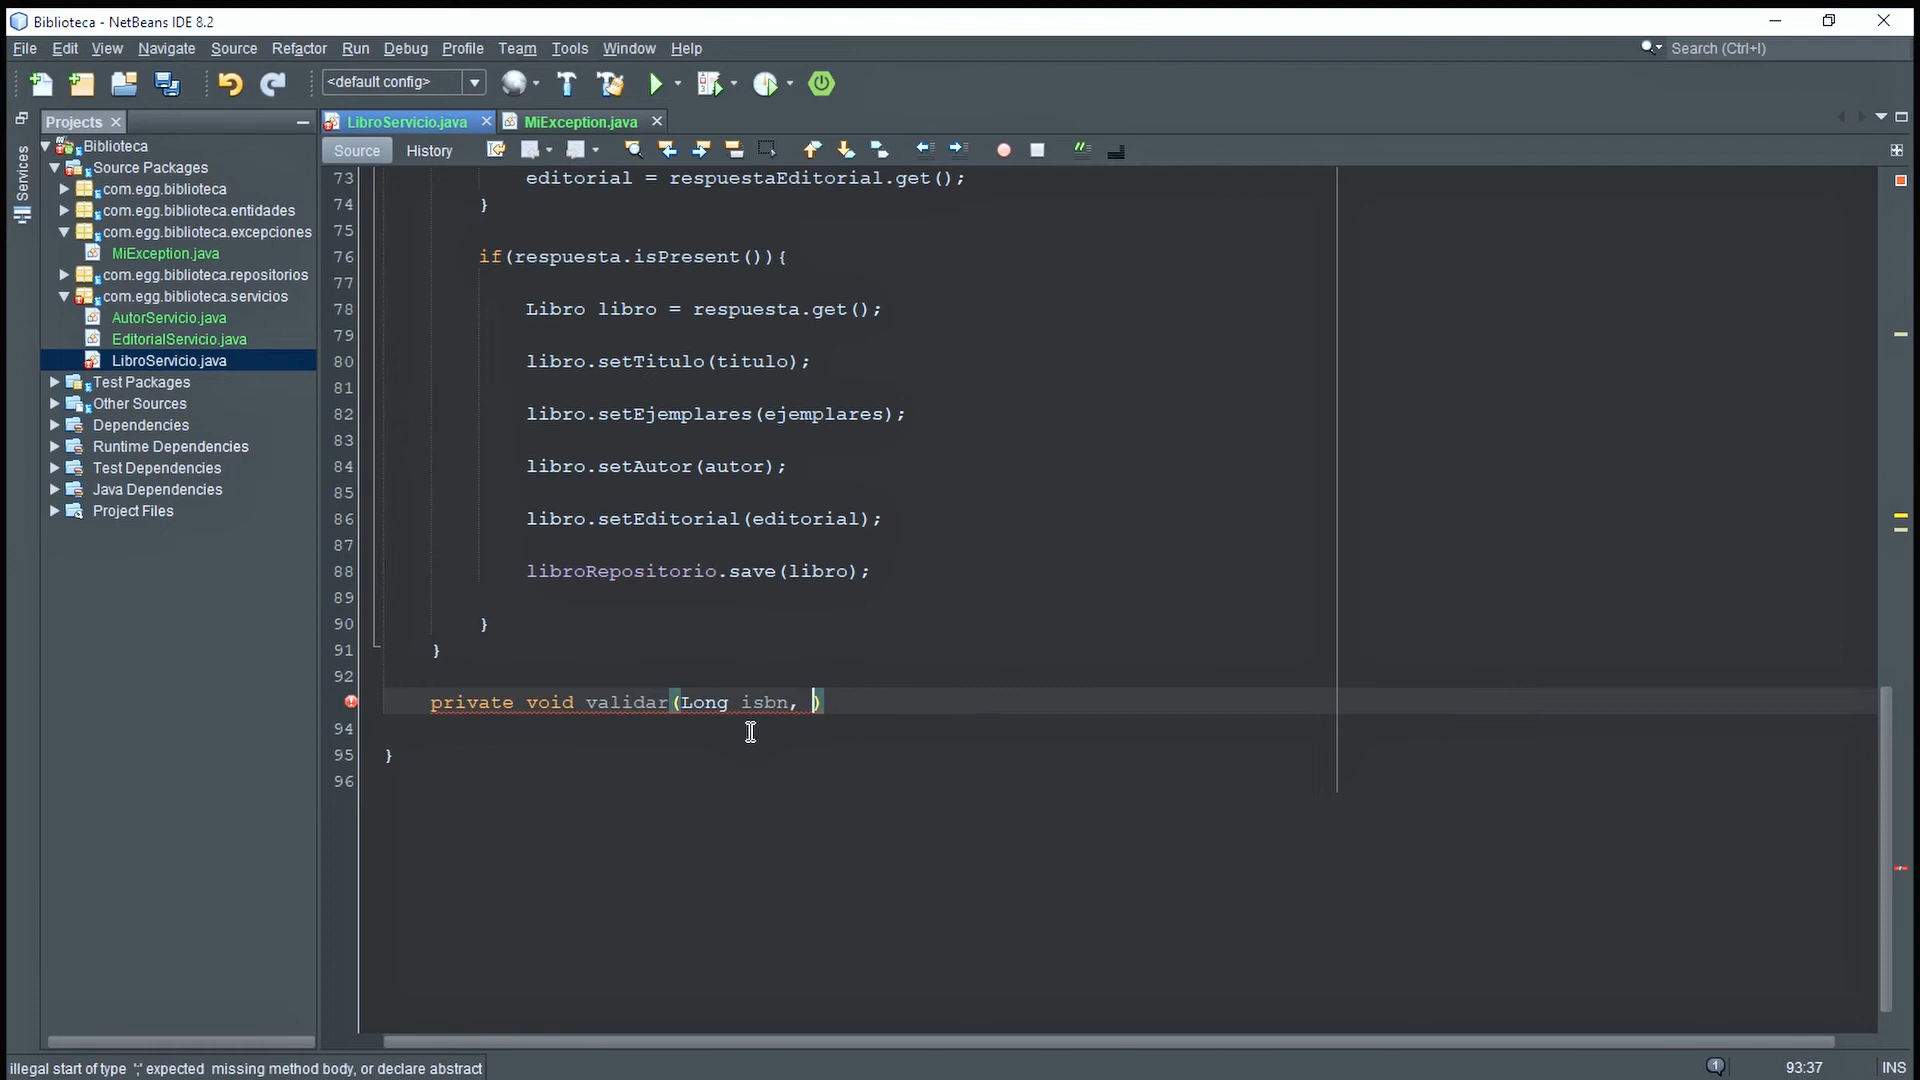 Biblioteca - NetBeans IDE 8.2
File Edit View Navigate Source Refactor Run Debug Profile Team Tools Window Help
Search (Ctrl+I)
<default config>
Services
Projects
Biblioteca
Source Packages
com.egg.biblioteca
com.egg.biblioteca.entidades
com.egg.biblioteca.excepciones
MiException.java
com.egg.biblioteca.repositorios
com.egg.biblioteca.servicios
AutorServicio.java
EditorialServicio.java
LibroServicio.java
Test Packages
Other Sources
Dependencies
Runtime Dependencies
Test Dependencies
Java Dependencies
Project Files
LibroServicio.java MiException.java
Source History
73 editorial = respuestaEditorial.get();
74 }
75
76 if(respuesta.isPresent()){
77
78 Libro libro = respuesta.get();
79
80 libro.setTitulo(titulo);
81
82 libro.setEjemplares(ejemplares);
83
84 libro.setAutor(autor);
85
86 libro.setEditorial(editorial);
87
88 libroRepositorio.save(libro);
89
90 }
91 }
92
private void validar(Long isbn, )
94
95 }
96
illegal start of type ';' expected missing method body, or declare abstract
1
93:37
INS